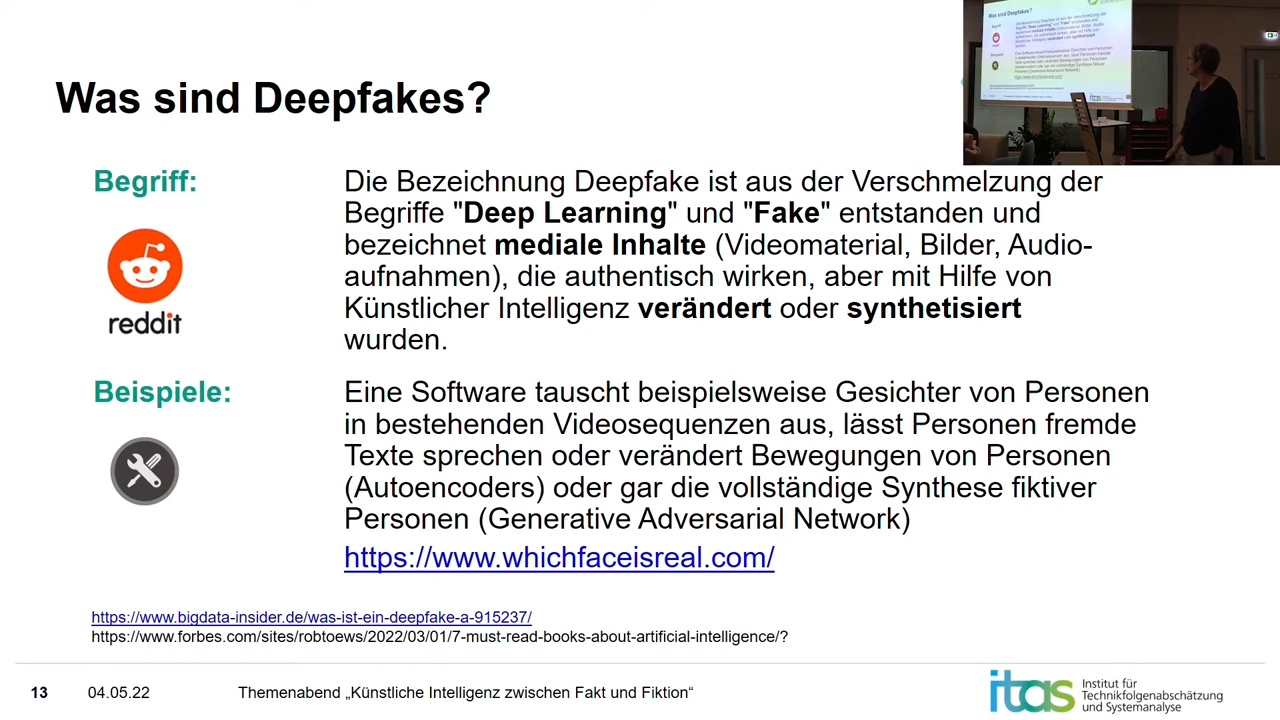 Was sind Deepfakes?
Begriff:
Die Bezeichnung Deepfake ist aus der Verschmelzung der
Begriffe "Deep Learning" und "Fake" entstanden und
bezeichnet mediale Inhalte (Videomaterial, Bilder, Audio-
aufnahmen), die authentisch wirken, aber mit Hilfe von
Künstlicher Intelligenz verändert oder synthetisiert
wurden.
reddit
Beispiele:
Eine Software tauscht beispielsweise Gesichter von Personen
in bestehenden Videosequenzen aus, lässt Personen fremde
Texte sprechen oder verändert Bewegungen von Personen
(Autoencoders) oder gar die vollständige Synthese fiktiver
Personen (Generative Adversarial Network)
https://www.whichfaceisreal.com/
https://www.bigdata-insider.de/was-ist-ein-deepfake-a-915237/
https://www.forbes.com/sites/robtoews/2022/03/01/7-must-read-books-about-artificial-intelligence/?
13
04.05.22
Themenabend „Künstliche Intelligenz zwischen Fakt und Fiktion“
itas
Institut für
Technikfolgenabschätzung
und Systemanalyse